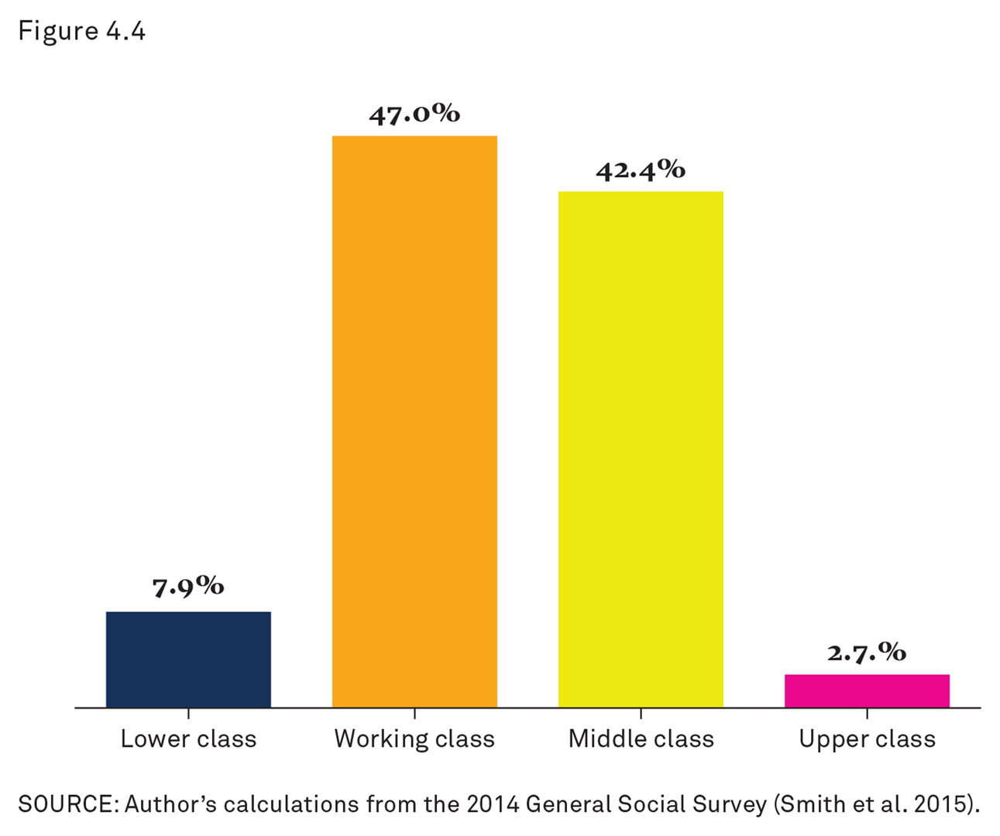 Figure 4.4
47.0%
42.4%
7.9%
2.7.%
Lower class Working class Middle class Upper class
SOURCE: Author’s calculations from the 2014 General Social Survey (Smith et al. 2015).